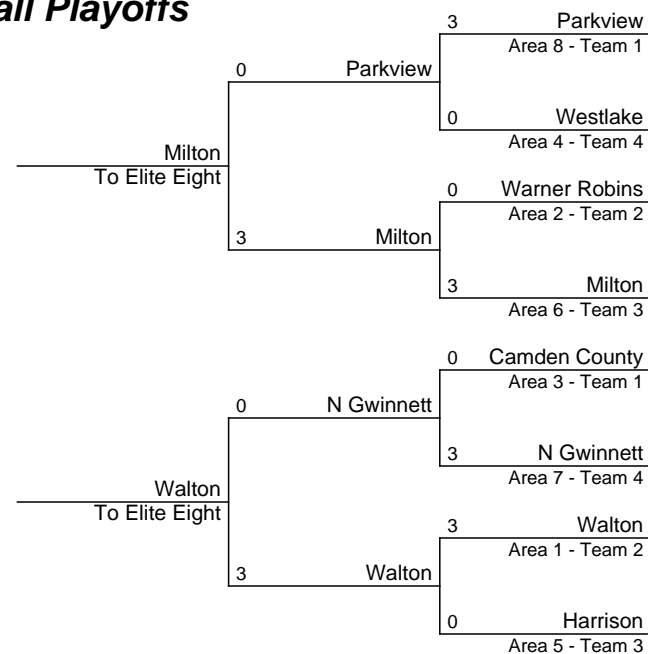 all Playoffs
3 Parkview
Area 8 - Team 1
0 Parkview
0 Westlake
Area 4 - Team 4
Milton
To Elite Eight
0 Warner Robins
Area 2 - Team 2
3 Milton
3 Milton
Area 6 - Team 3
0 Camden County
Area 3 - Team 1
0 N Gwinnett
3 N Gwinnett
Area 7 - Team 4
Walton
To Elite Eight
3 Walton
Area 1 - Team 2
3 Walton
0 Harrison
Area 5 - Team 3